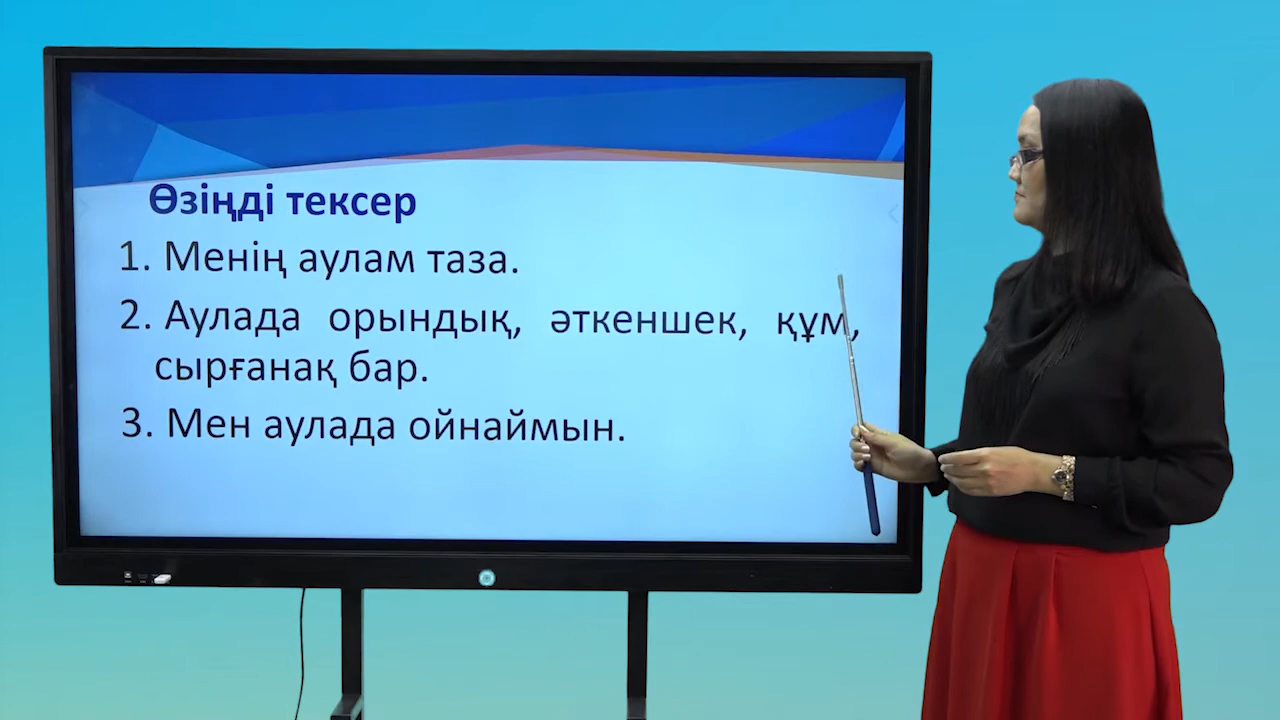 Өзіңді тексер
1. Менің аулам таза.
2. Аулада орындық, әткеншек, құм,
сырғанақ бар.
3. Мен аулада ойнаймын.